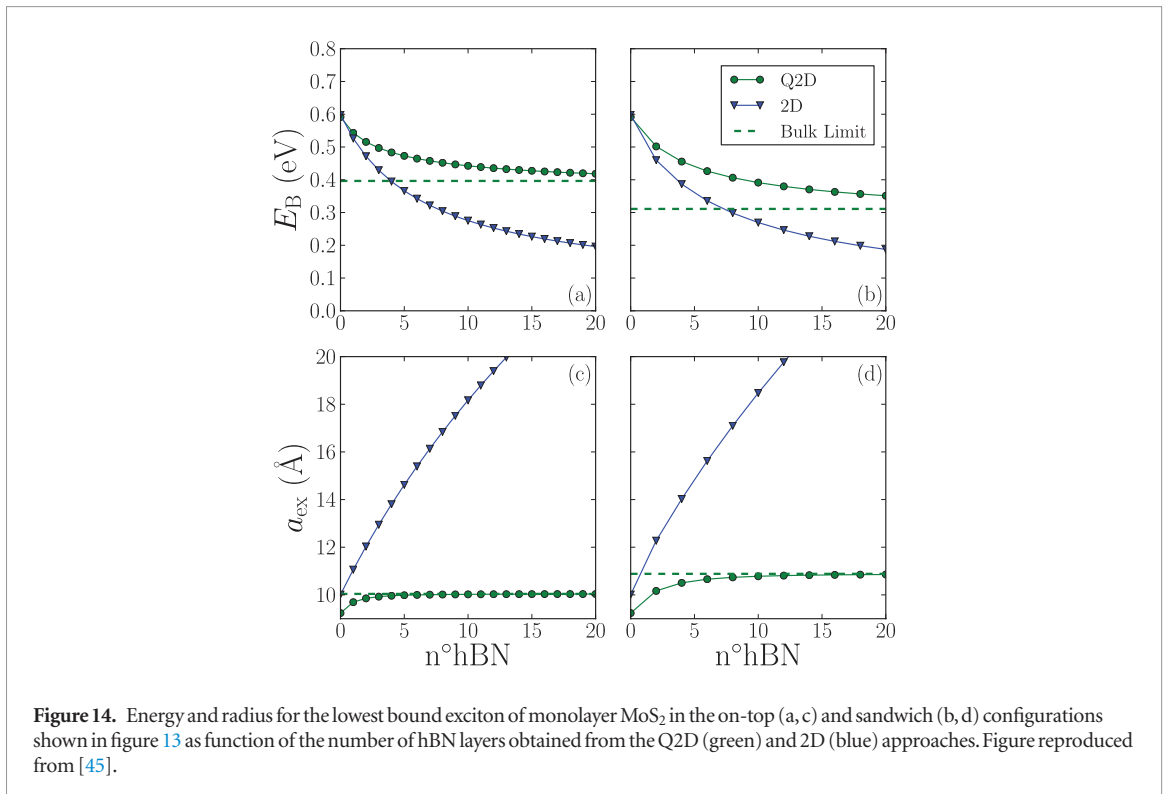 0.8
0.7
0.6
0.5
0.4
0.3
0.2
0.1
0.0
E_B (eV)
(a)
0 5 10 15 20
Q2D
2D
Bulk Limit
(b)
0 5 10 15 20
20
18
16
14
12
10
a_ex (Å)
(c)
0 5 10 15 20
n°hBN
(d)
0 5 10 15 20
n°hBN
Figure 14. Energy and radius for the lowest bound exciton of monolayer MoS₂ in the on-top (a, c) and sandwich (b, d) configurations
shown in figure 13 as function of the number of hBN layers obtained from the Q2D (green) and 2D (blue) approaches. Figure reproduced
from [45].